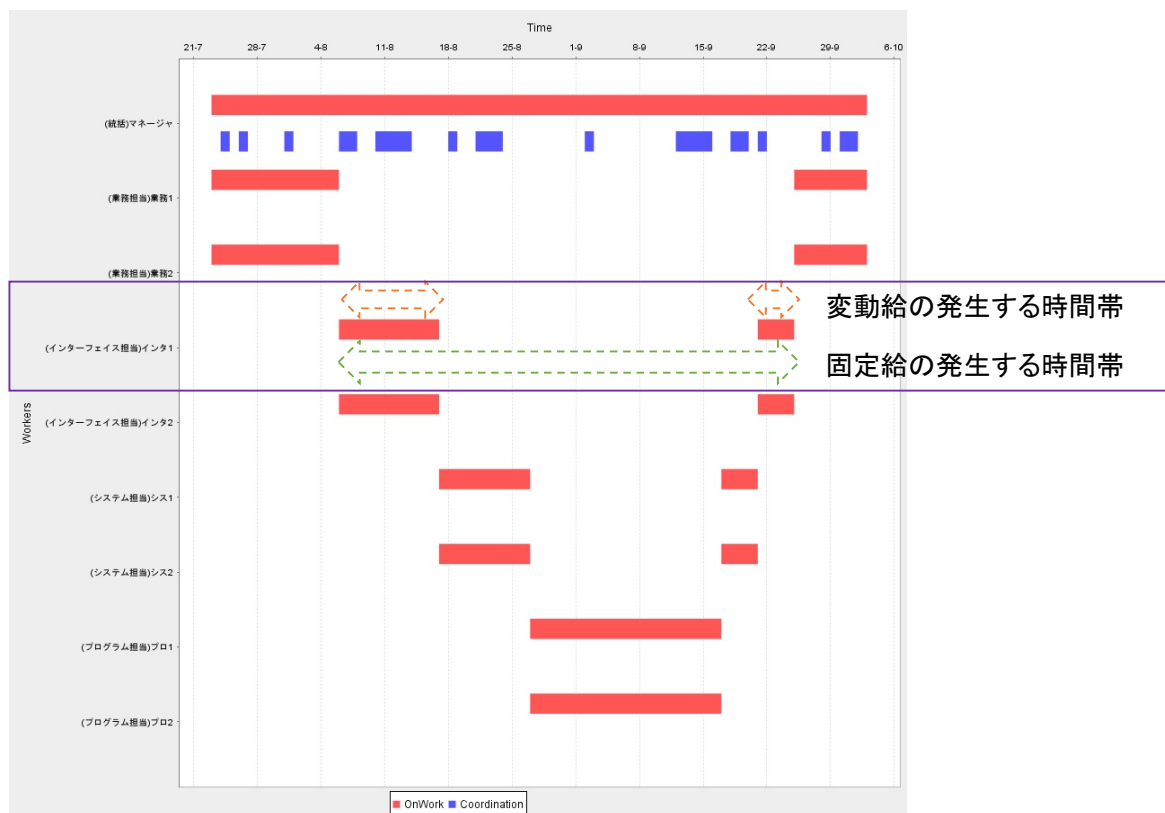 Time
21-7 28-7 4-8 11-8 18-8 25-8 1-9 8-9 15-9 22-9 29-9 6-10
(統括)マネージャ
(業務担当)業務1
(業務担当)業務2
変動給の発生する時間帯
(インターフェイス担当)インタ1
固定給の発生する時間帯
Workers
(インターフェイス担当)インタ2
(システム担当)シス1
(システム担当)シス2
(プログラム担当)プロ1
(プログラム担当)プロ2
OnWork Coordination